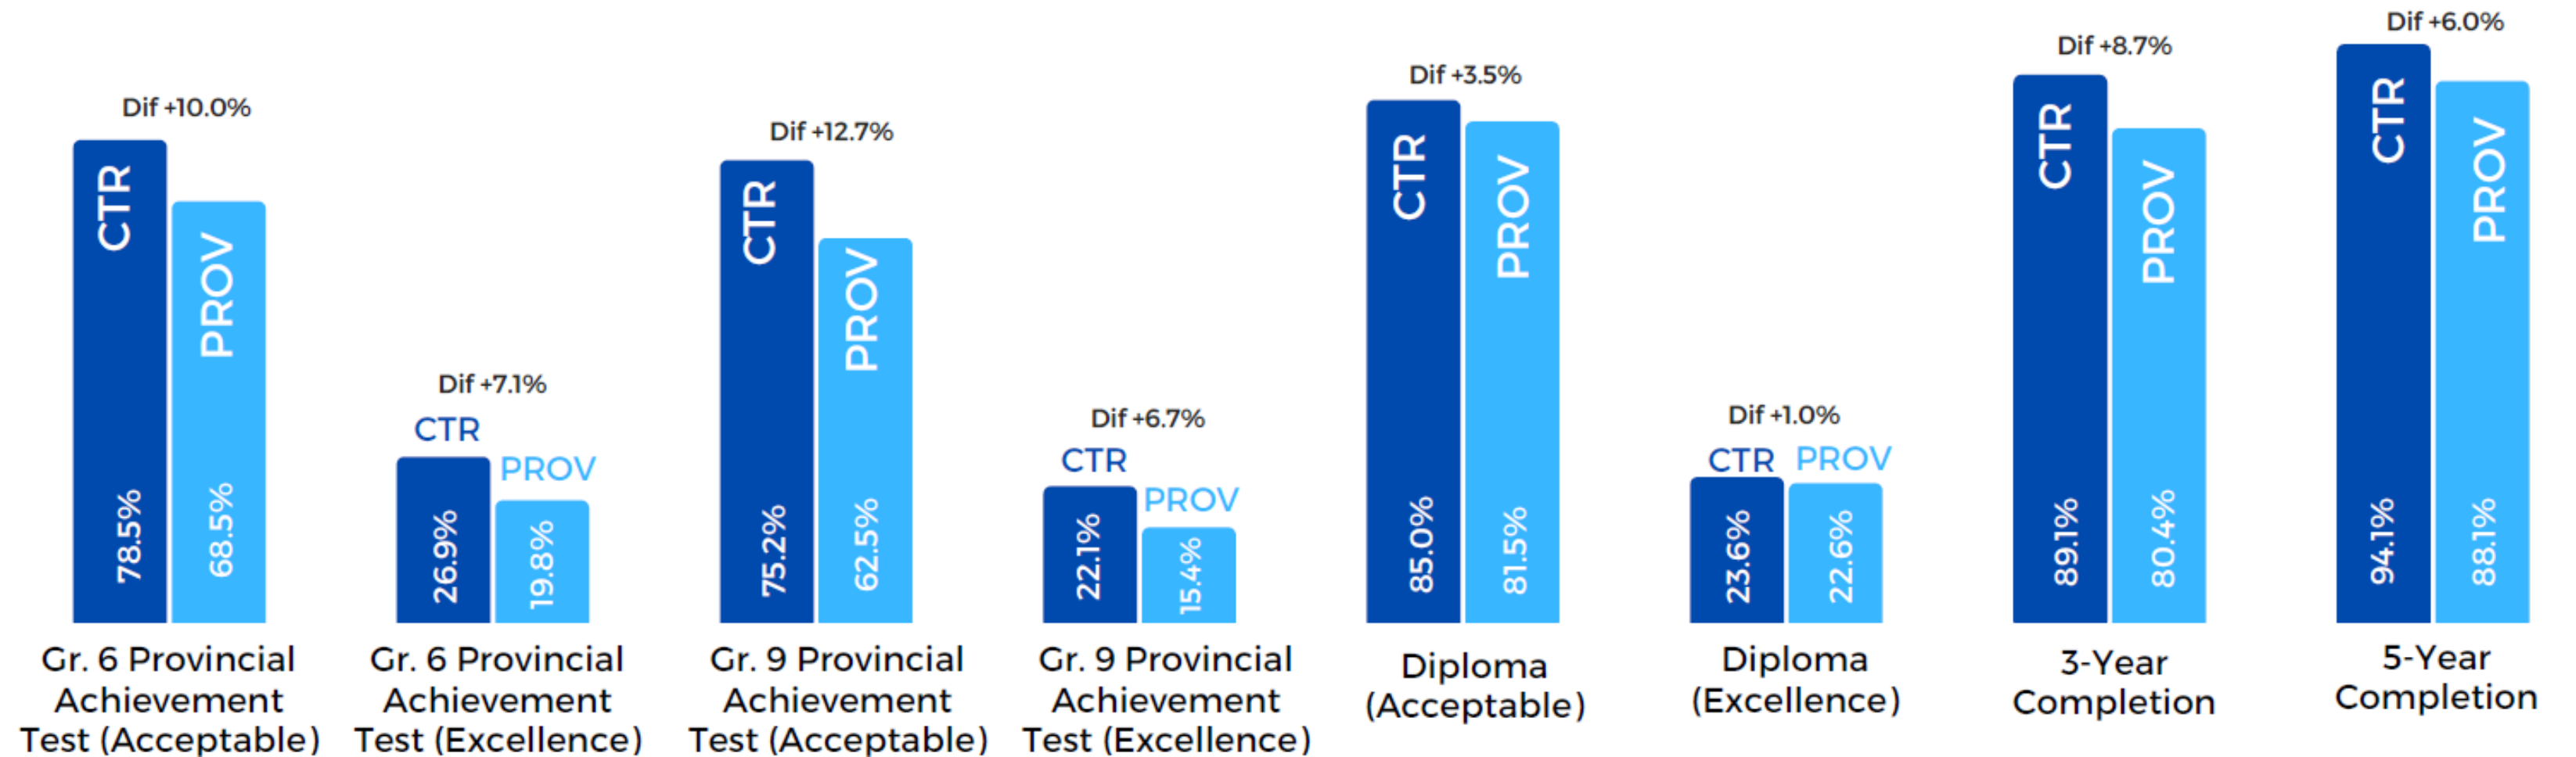 Dif +10.0%
CTR
PROV
78.5%
68.5%
Gr. 6 Provincial
Achievement
Test (Acceptable)
Dif +7.1%
CTR
PROV
26.9%
19.8%
Gr. 6 Provincial
Achievement
Test (Excellence)
Dif +12.7%
CTR
PROV
75.2%
62.5%
Gr. 9 Provincial
Achievement
Test (Acceptable)
Dif +6.7%
CTR
PROV
22.1%
15.4%
Gr. 9 Provincial
Achievement
Test (Excellence)
Dif +3.5%
CTR
PROV
85.0%
81.5%
Diploma
(Acceptable)
Dif +1.0%
CTR
PROV
23.6%
22.6%
Diploma
(Excellence)
Dif +8.7%
CTR
PROV
89.1%
80.4%
3-Year
Completion
Dif +6.0%
CTR
PROV
94.1%
88.1%
5-Year
Completion